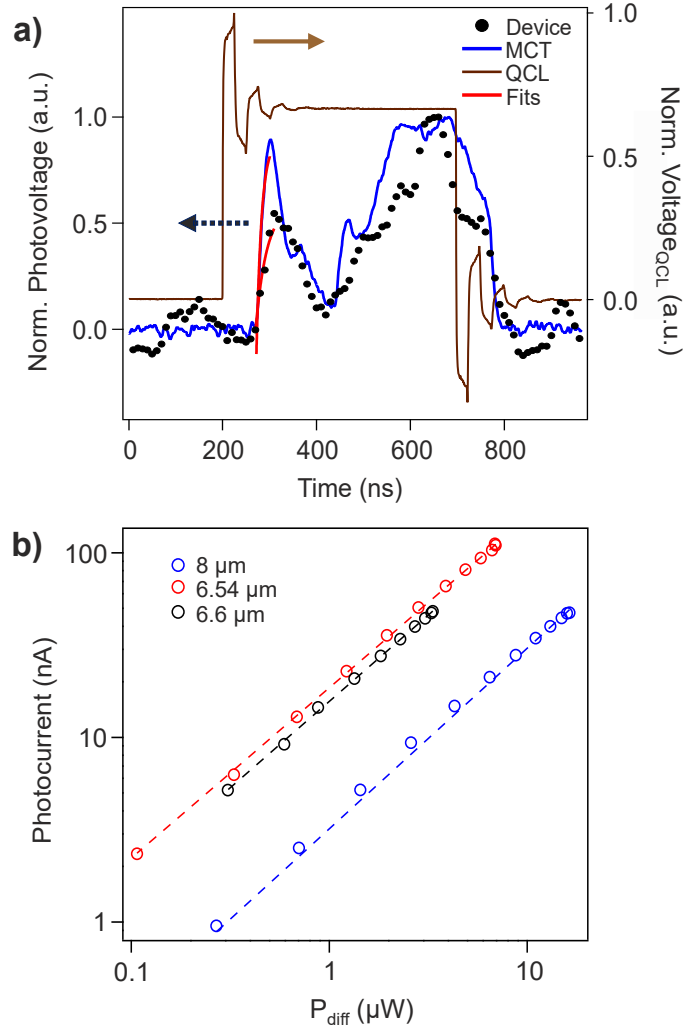 a)
Device
MCT
QCL
Fits
1.0
0.5
0.0
Norm. Photovoltage (a.u.)
1.0
0.5
0.0
Norm. Voltage_QCL (a.u.)
0
200
400
600
800
Time (ns)
b)
8 µm
6.54 µm
6.6 µm
100
10
1
Photocurrent (nA)
0.1
1
10
P_diff (µW)